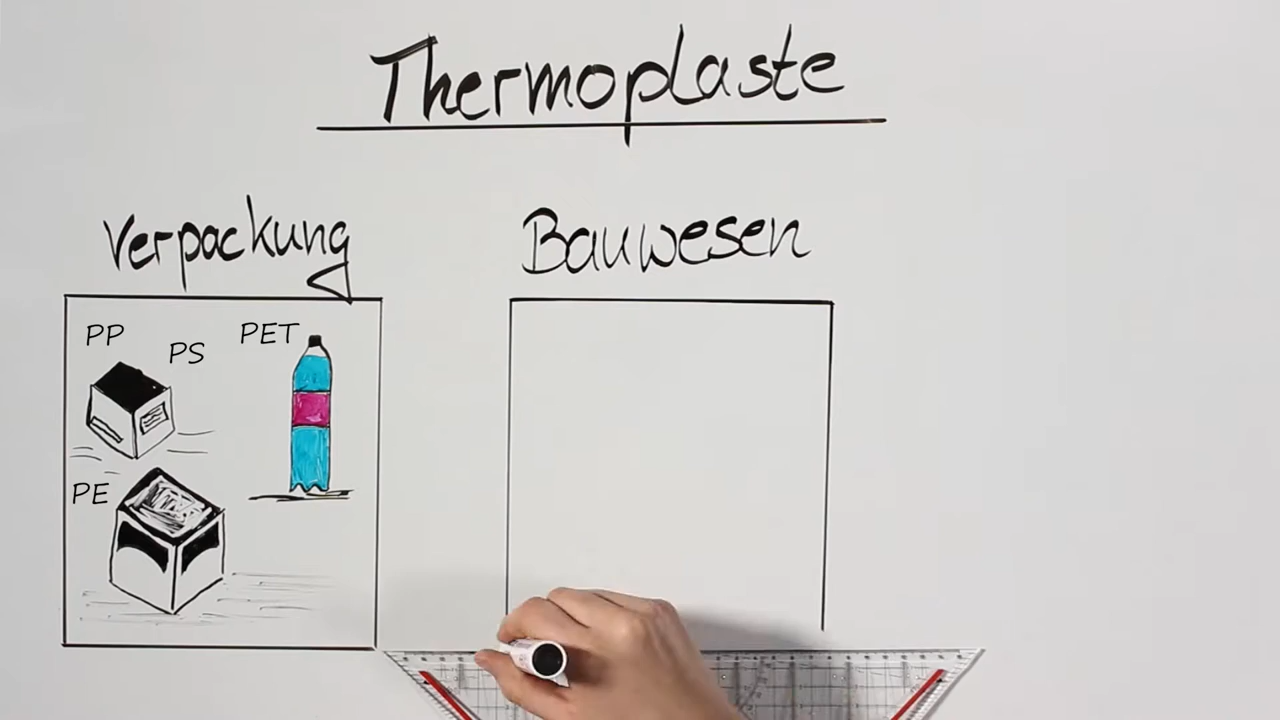 Thermoplaste
Verpackung
Bauwesen
PP
PS
PET
PE